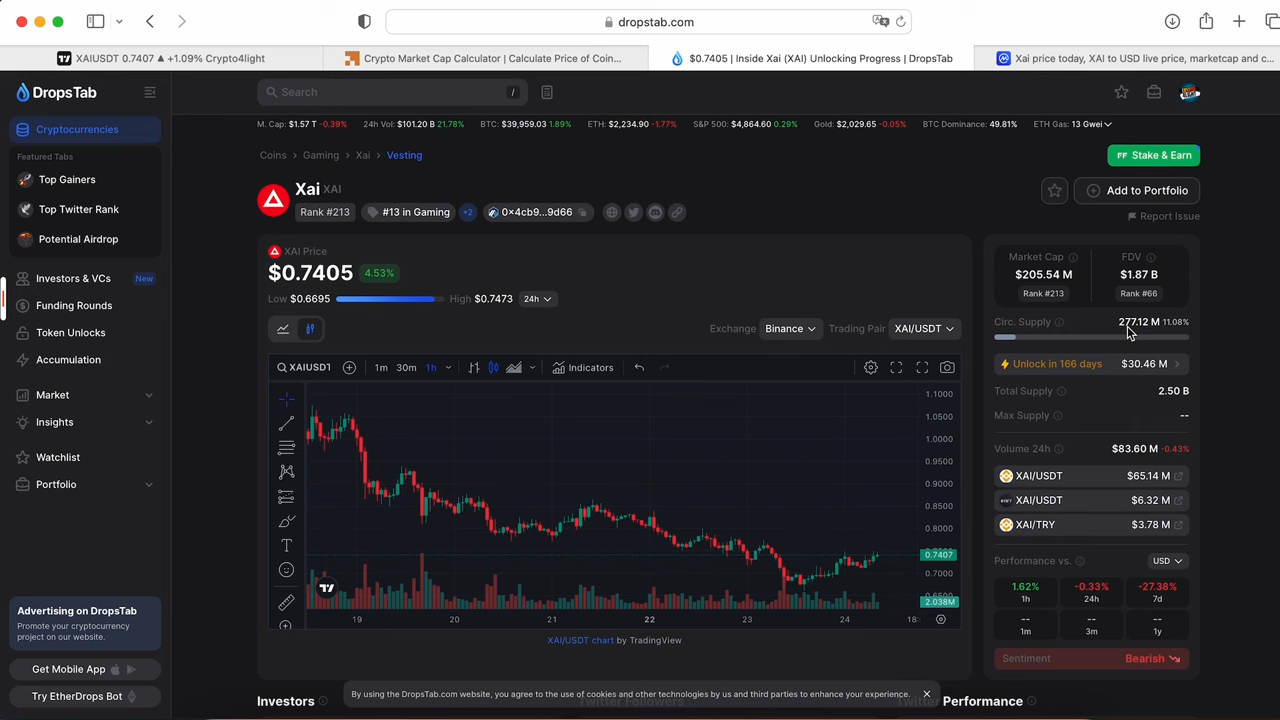 dropstab.com
XAIUSDT 0.7407 ▲ +1.09% Crypto4light
Crypto Market Cap Calculator | Calculate Price of Coin...
$0.7405 | Inside Xai (XAI) Unlocking Progress | DropsTab
Xai price today, XAI to USD live price, marketcap and c...
DropsTab
Search /
Cryptocurrencies
Featured Tabs
Top Gainers
Top Twitter Rank
Potential Airdrop
Investors & VCs New
Funding Rounds
Token Unlocks
Accumulation
Market
Insights
Watchlist
Portfolio
Advertising on DropsTab
Promote your cryptocurrency
project on our website.
Get Mobile App
Try EtherDrops Bot
M. Cap: $1.57 T -0.39% 24h Vol: $101.20 B 21.78% BTC: $39,959.03 1.89% ETH: $2,234.90 -1.77% S&P 500: $4,864.60 0.29% Gold: $2,029.65 -0.05% BTC Dominance: 49.81% ETH Gas: 13 Gwei
Coins > Gaming > Xai > Vesting
Stake & Earn
Xai XAI
Rank #213 #13 in Gaming +2 0×4cb9...9d66
Add to Portfolio
Report Issue
XAI Price
$0.7405 4.53%
Low $0.6695 High $0.7473 24h
Exchange Binance Trading Pair XAI/USDT
XAIUSDT 1m 30m 1h Indicators
1.1000
1.0500
1.0000
0.9500
0.9000
0.8500
0.8000
0.7407
0.7000
0.6500
2.038M
19 20 21 22 23 24 18:
XAI/USDT chart by TradingView
Market Cap FDV
$205.54 M $1.87 B
Rank #213 Rank #66
Circ. Supply 277.12 M 11.08%
Unlock in 166 days $30.46 M
Total Supply 2.50 B
Max Supply --
Volume 24h $83.60 M -0.43%
XAI/USDT $65.14 M
XAI/USDT $6.32 M
XAI/TRY $3.78 M
Performance vs. USD
1.62% -0.33% -27.38%
1h 24h 7d
-- -- --
1m 3m 1y
Sentiment Bearish
By using the DropsTab.com website, you agree to the use of cookies and other technologies by us and third parties to enhance your experience.
Investors Twitter Followers Twitter Performance